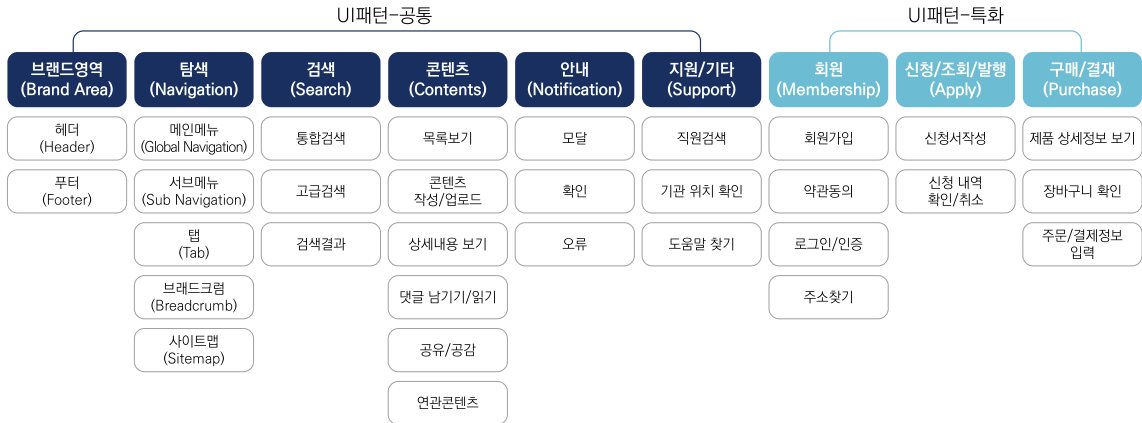 UI패턴-공통
UI패턴-특화
브랜드영역
(Brand Area)
헤더
(Header)
푸터
(Footer)
탐색
(Navigation)
메인메뉴
(Global Navigation)
서브메뉴
(Sub Navigation)
탭
(Tab)
브래드크럼
(Breadcrumb)
사이트맵
(Sitemap)
검색
(Search)
통합검색
고급검색
검색결과
콘텐츠
(Contents)
목록보기
콘텐츠
작성/업로드
상세내용 보기
댓글 남기기/읽기
공유/공감
연관콘텐츠
안내
(Notification)
모달
확인
오류
지원/기타
(Support)
직원검색
기관 위치 확인
도움말 찾기
회원
(Membership)
회원가입
약관동의
로그인/인증
주소찾기
신청/조회/발행
(Apply)
신청서작성
신청 내역
확인/취소
구매/결재
(Purchase)
제품 상세정보 보기
장바구니 확인
주문/결제정보
입력